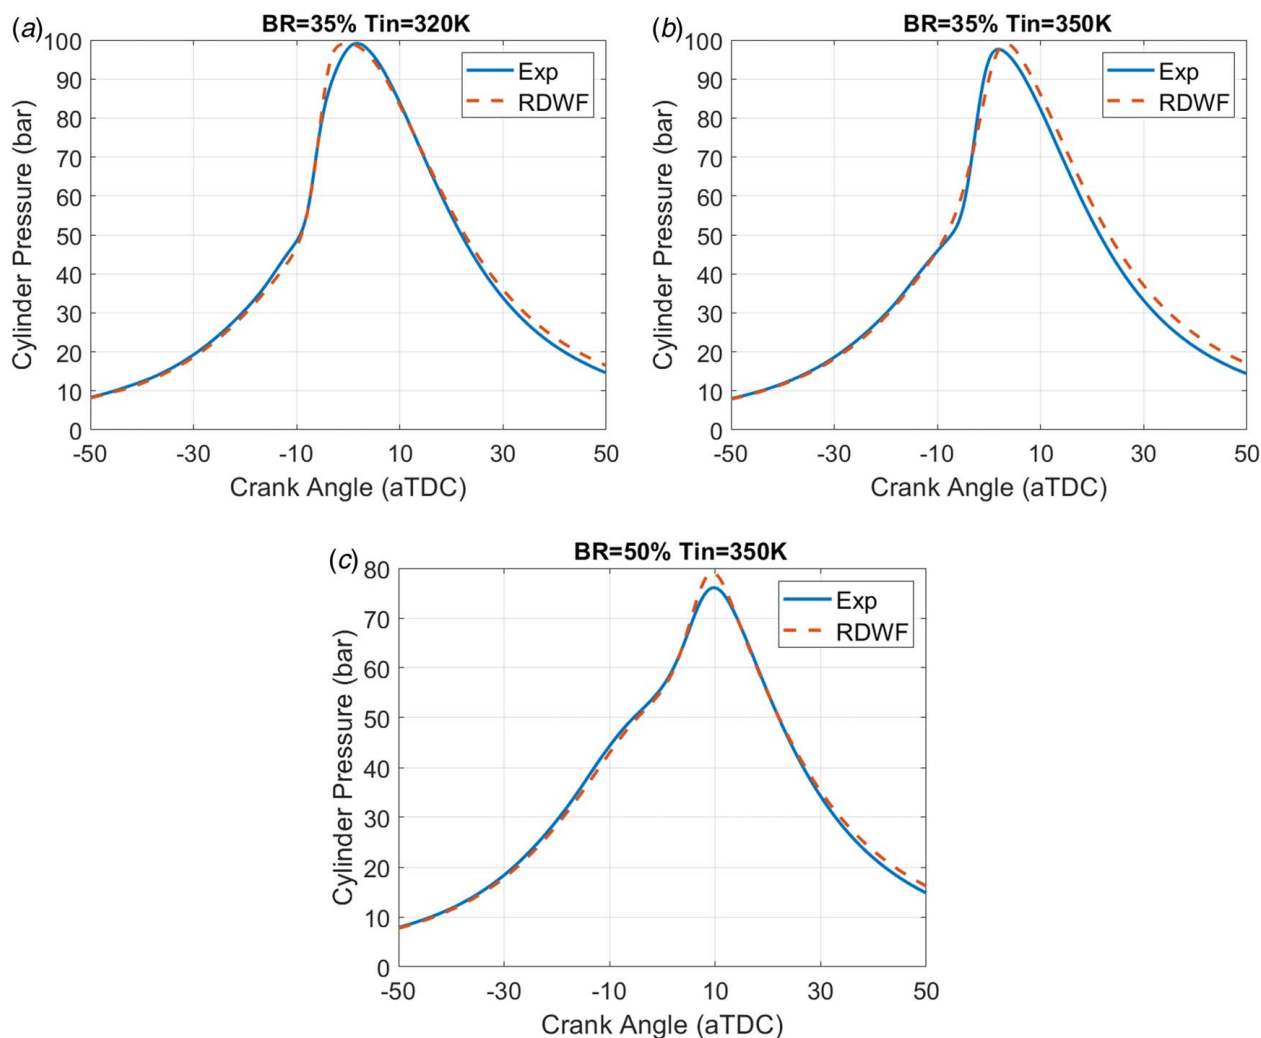 (a)
BR=35% Tin=320K
Cylinder Pressure (bar)
100
90
80
70
60
50
40
30
20
10
0
Exp
RDWF
-50 -30 -10 10 30 50
Crank Angle (aTDC)
(b)
BR=35% Tin=350K
Cylinder Pressure (bar)
100
90
80
70
60
50
40
30
20
10
0
Exp
RDWF
-50 -30 -10 10 30 50
Crank Angle (aTDC)
(c)
BR=50% Tin=350K
Cylinder Pressure (bar)
80
70
60
50
40
30
20
10
0
Exp
RDWF
-50 -30 -10 10 30 50
Crank Angle (aTDC)